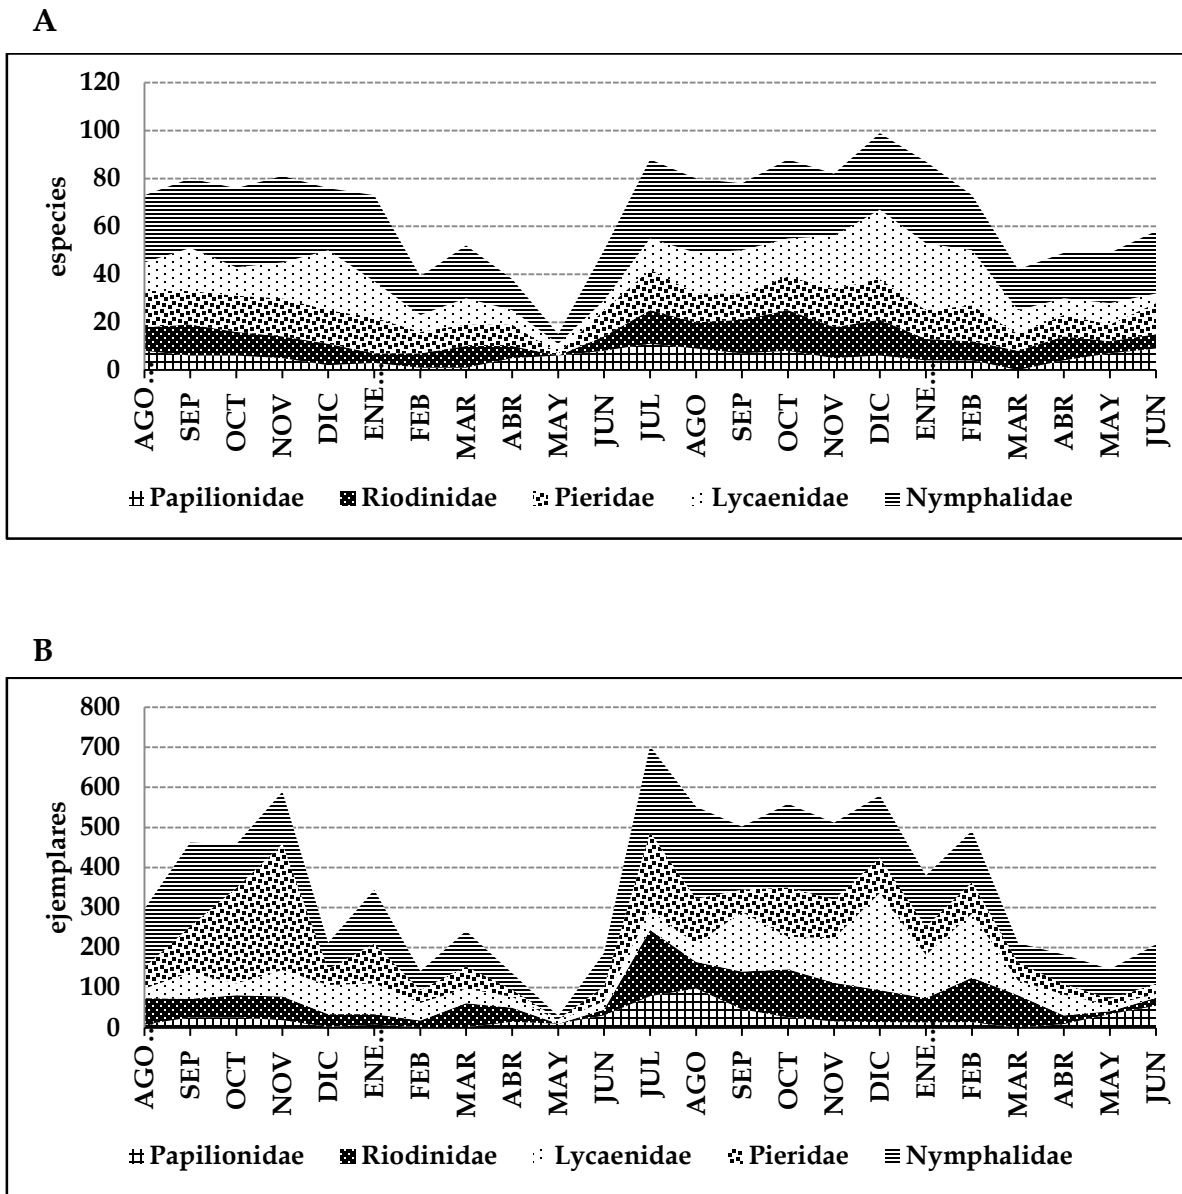 A
120
100
80
60
40
20
0
especies
AGO…
SEP
OCT
NOV
DIC
ENE…
FEB
MAR
ABR
MAY
JUN
JUL
AGO
SEP
OCT
NOV
DIC
ENE…
FEB
MAR
ABR
MAY
JUN
Papilionidae Riodinidae Pieridae Lycaenidae Nymphalidae
B
800
700
600
500
400
300
200
100
0
ejemplares
AGO…
SEP
OCT
NOV
DIC
ENE…
FEB
MAR
ABR
MAY
JUN
JUL
AGO
SEP
OCT
NOV
DIC
ENE…
FEB
MAR
ABR
MAY
JUN
Papilionidae Riodinidae Lycaenidae Pieridae Nymphalidae